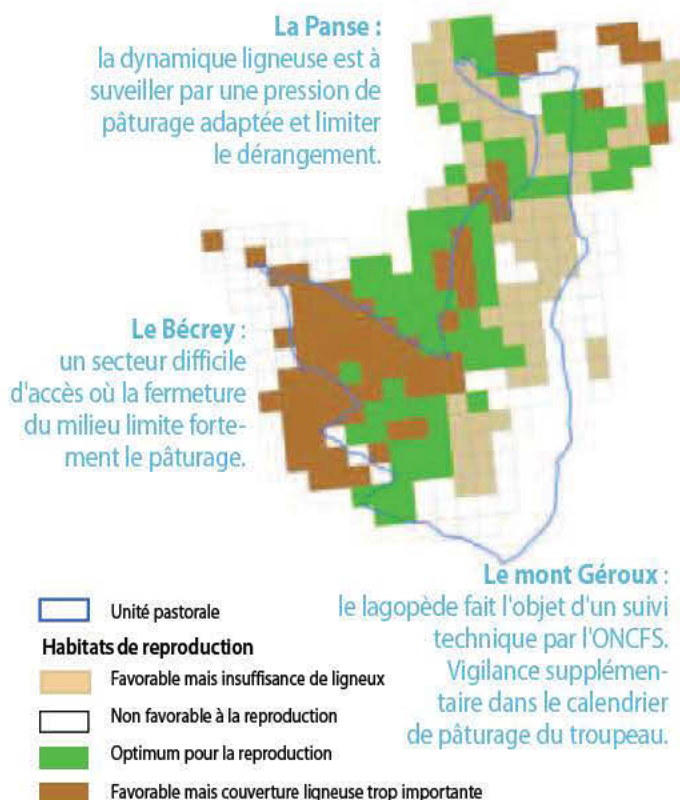 La Panse :
la dynamique ligneuse est à
suveiller par une pression de
pâturage adaptée et limiter
le dérangement.
Le Bécrey :
un secteur difficile
d'accès où la fermeture
du milieu limite forte-
ment le pâturage.
Le mont Géroux :
le lagopède fait l'objet d'un suivi
technique par l'ONCFS.
Vigilance supplémen-
taire dans le calendrier
de pâturage du troupeau.
Unité pastorale
Habitats de reproduction
Favorable mais insuffisance de ligneux
Non favorable à la reproduction
Optimum pour la reproduction
Favorable mais couverture ligneuse trop importante